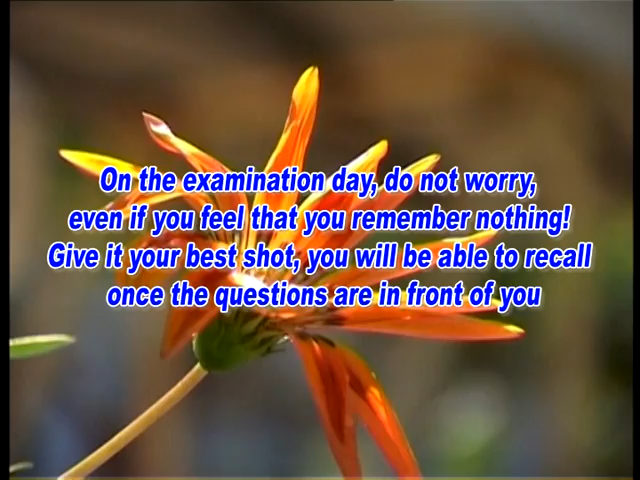 On the examination day, do not worry,
even if you feel that you remember nothing!
Give it your best shot, you will be able to recall
once the questions are in front of you